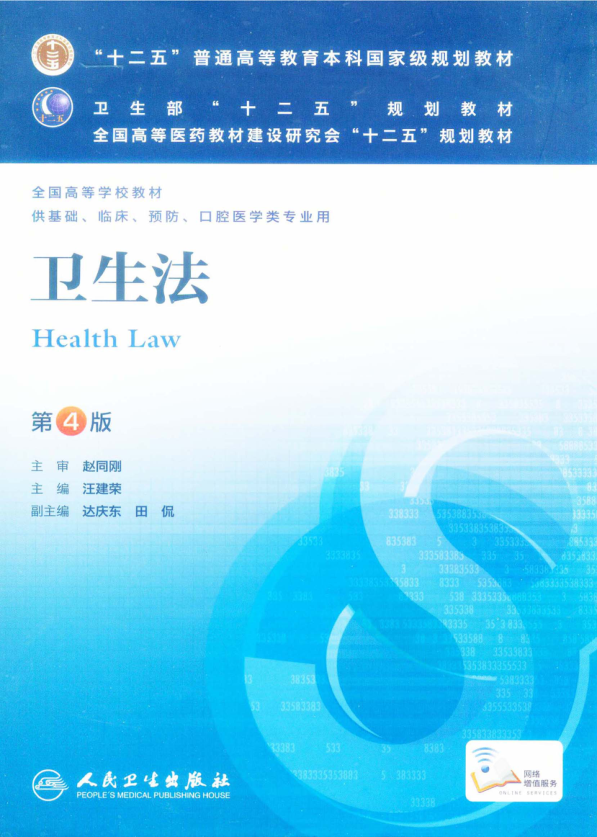 “十二五”普通高等教育本科国家级规划教材
卫生部“十二五”规划教材
全国高等医药教材建设研究会“十二五”规划教材
全国高等学校教材
供基础、临床、预防、口腔医学类专业用
卫生法
Health Law
第4版
主 审 赵同刚
主 编 汪建荣
副主编 达庆东 田 侃
人民卫生出版社
PEOPLE'S MEDICAL PUBLISHING HOUSE
网络
增值服务
ONLINE SERVICES